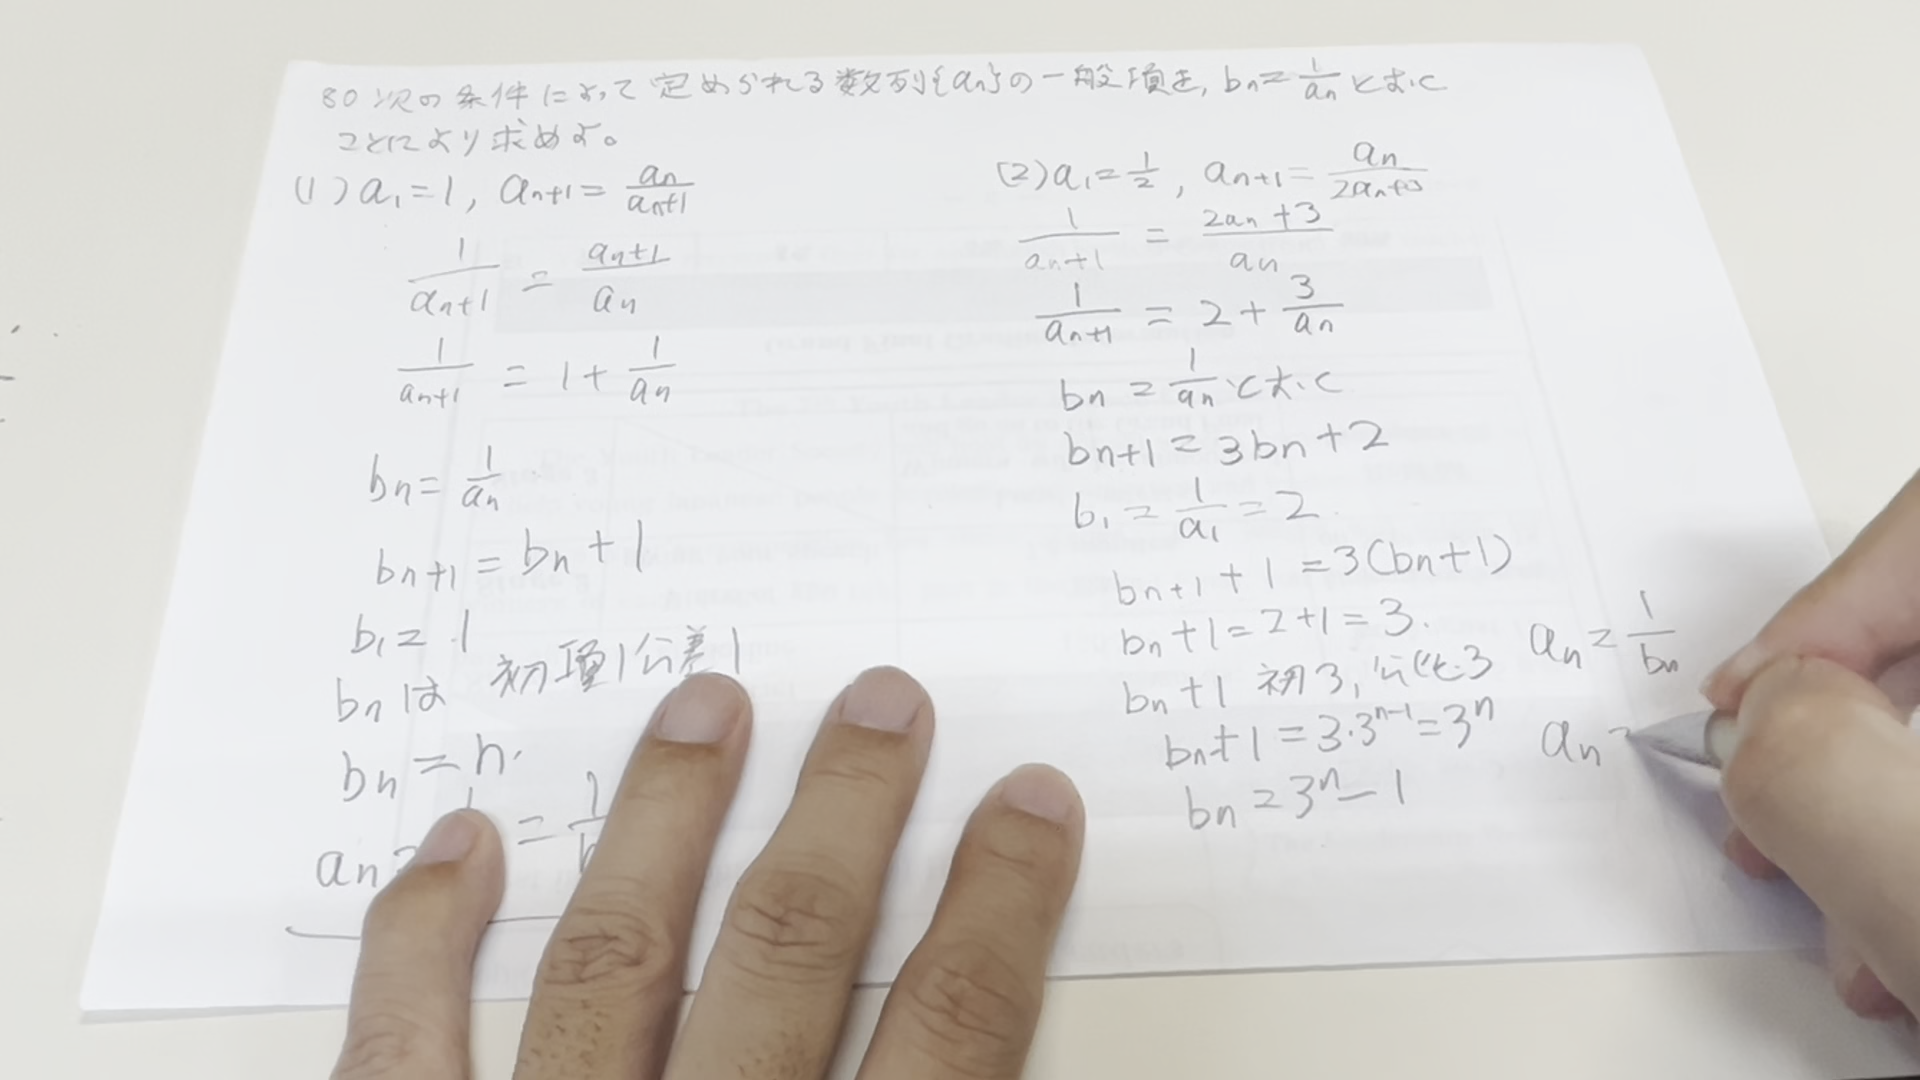 80 次の条件によって定められる数列{an}の一般項を, bn=1/an とおく
ことにより求めよ。
(1) a1=1, an+1= an/an+1
1/an+1 = an+1/an
1/an+1 = 1+ 1/an
bn= 1/an
bn+1 = bn+1
b1= 1
bnは 初項1公差1
bn=n.
an= = 1/
(2) a1=1/2, an+1= an/2an+3
1/an+1 = 2an+3/an
1/an+1 = 2+ 3/an
bn = 1/an とおく
bn+1=3bn+2
b1= 1/a1 =2
bn+1+1=3(bn+1)
bn+1=2+1=3.
bn+1 初3, 公比3
bn+1=3・3^n-1=3^n
bn=3^n-1
an= 1/bn
an=